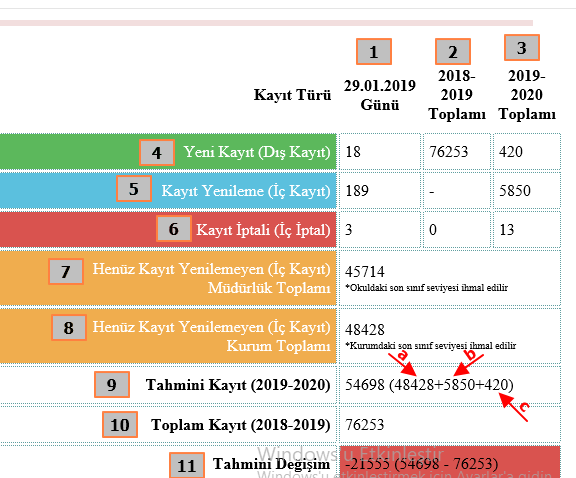 1 2 3
Kayıt Türü 29.01.2019 Günü 2018-2019 Toplamı 2019-2020 Toplamı
4 Yeni Kayıt (Dış Kayıt) 18 76253 420
5 Kayıt Yenileme (İç Kayıt) 189 - 5850
6 Kayıt İptali (İç İptal) 3 0 13
7 Henüz Kayıt Yenilemeyen (İç Kayıt) 45714
Müdürlük Toplamı *Okuldaki son sınıf seviyesi ihmal edilir
8 Henüz Kayıt Yenilemeyen (İç Kayıt) 48428
Kurum Toplamı *Kurumdaki son sınıf seviyesi ihmal edilir
a b
9 Tahmini Kayıt (2019-2020) 54698 (48428+5850+420)
c
10 Toplam Kayıt (2018-2019) 76253
Windows'u Etkinleştir
11 Tahmini Değişim -21555 (54698 - 76253)
Windows'u etkinleştirmek için Ayarlar'a gidin